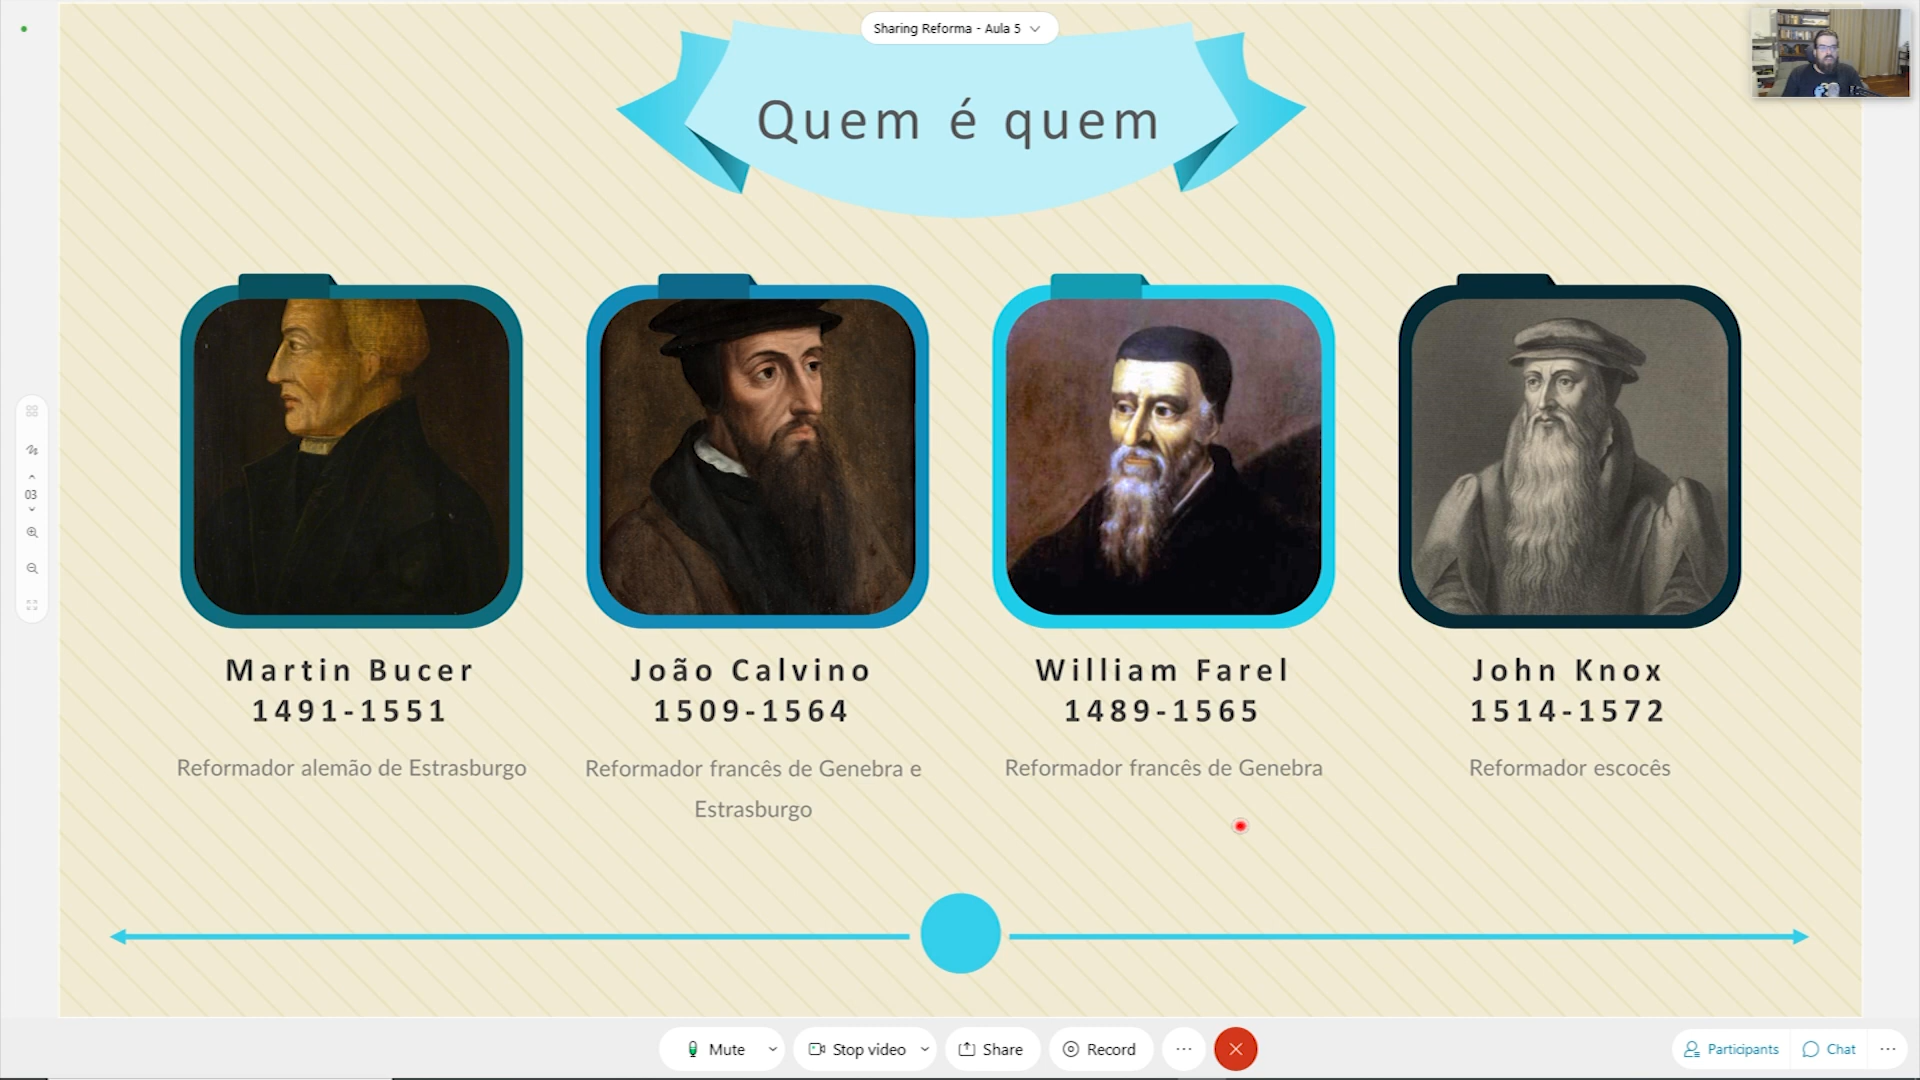 Sharing Reforma - Aula 5
Quem é quem
Martin Bucer
1491-1551
Reformador alemão de Estrasburgo
João Calvino
1509-1564
Reformador francês de Genebra e
Estrasburgo
William Farel
1489-1565
Reformador francês de Genebra
John Knox
1514-1572
Reformador escocês
03
Mute
Stop video
Share
Record
Participants
Chat